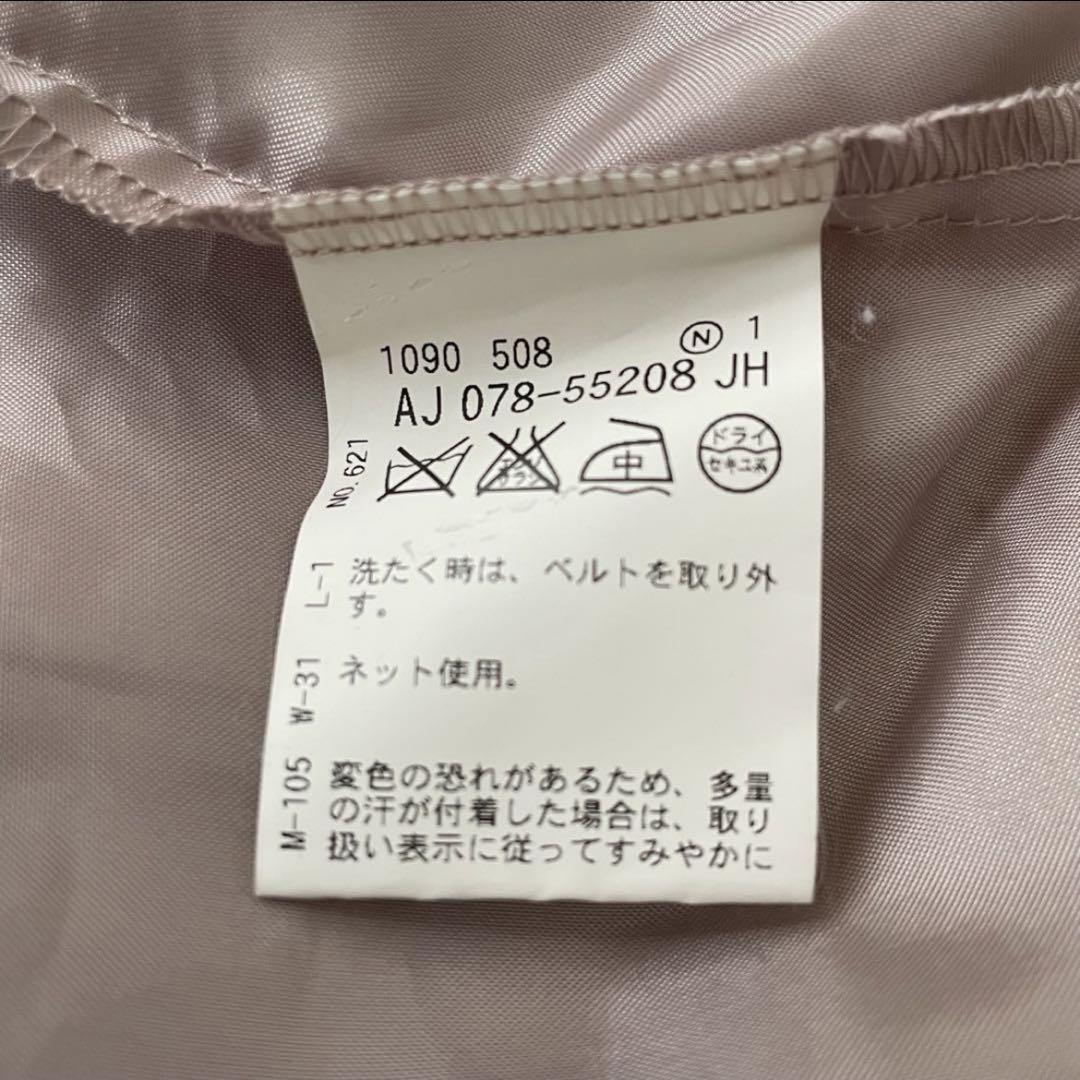 1090 508 Ⓝ 1
AJ 078-55208 JH
NO.621
中
ドライ
セキユ系
L-1
洗たく時は、ベルトを取り外
す。
W-31
ネット使用。
M-105
変色の恐れがあるため、多量
の汗が付着した場合は、取り
扱い表示に従ってすみやかに